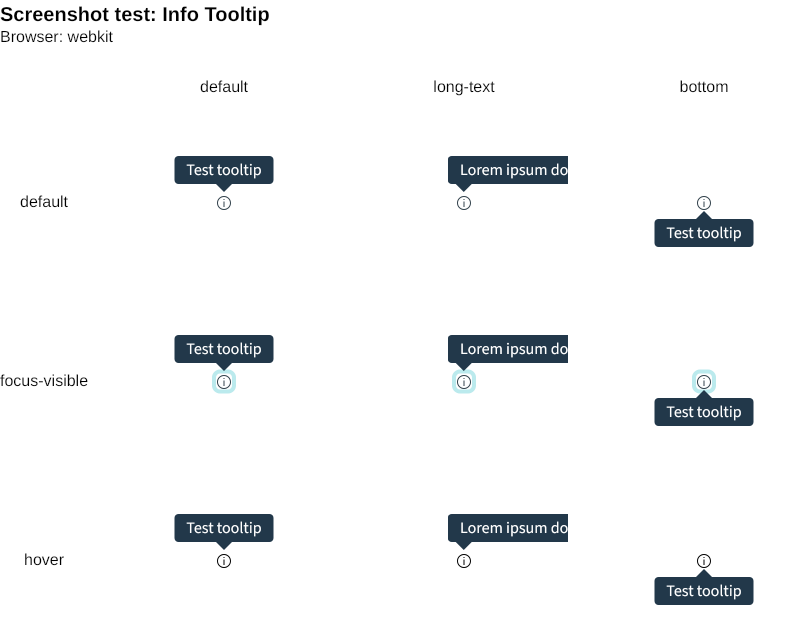 Screenshot test: Info Tooltip
Browser: webkit
default long-text bottom
Test tooltip Lorem ipsum do
default
Test tooltip
Test tooltip Lorem ipsum do
focus-visible
Test tooltip
Test tooltip Lorem ipsum do
hover
Test tooltip